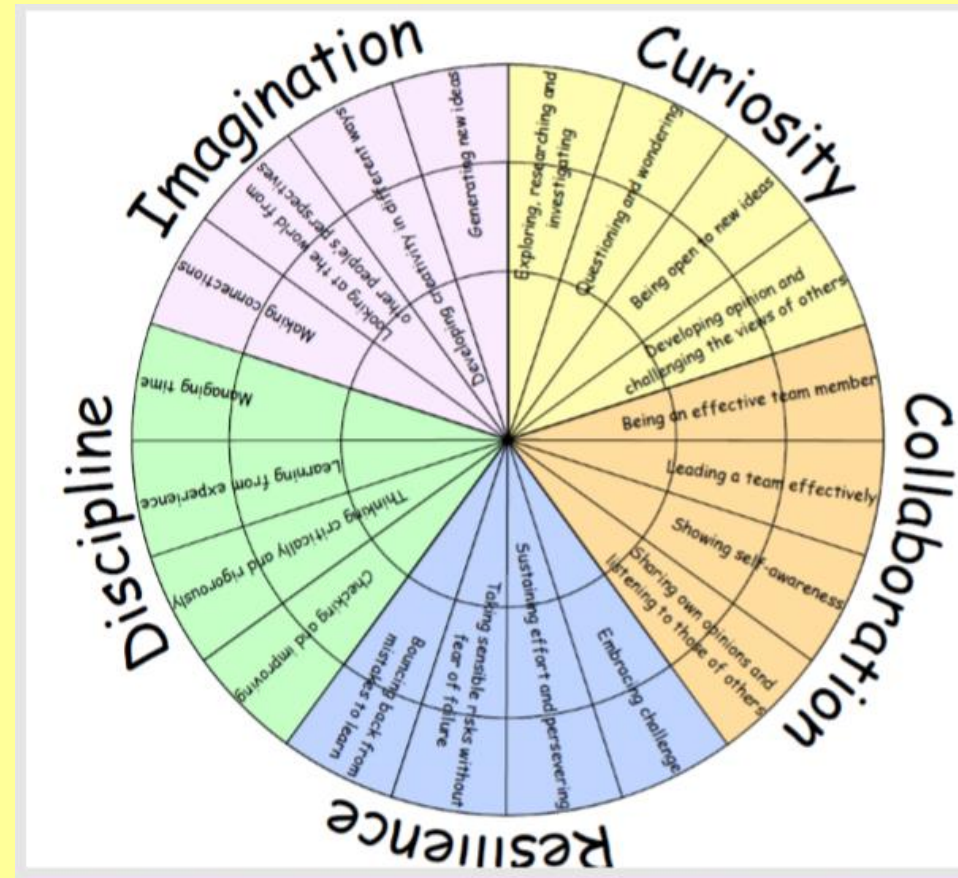 Curiosity
Exploring, researching and
investigating
Questioning and wondering
Being open to new ideas
Developing opinion and
challenging the views of others
Collaboration
Being an effective team member
Leading a team effectively
Showing self-awareness
Sharing own opinions and
listening to those of others
Resilience
Embracing challenge
Sustaining effort and persevering
Taking sensible risks without
fear of failure
Bouncing back from
mistakes to learn
Discipline
Checking and improving
Thinking critically and rigorously
Learning from experience
Managing time
Imagination
Making connections
Looking at the world from
other people's perspectives
Developing creativity in different ways
Generating new ideas